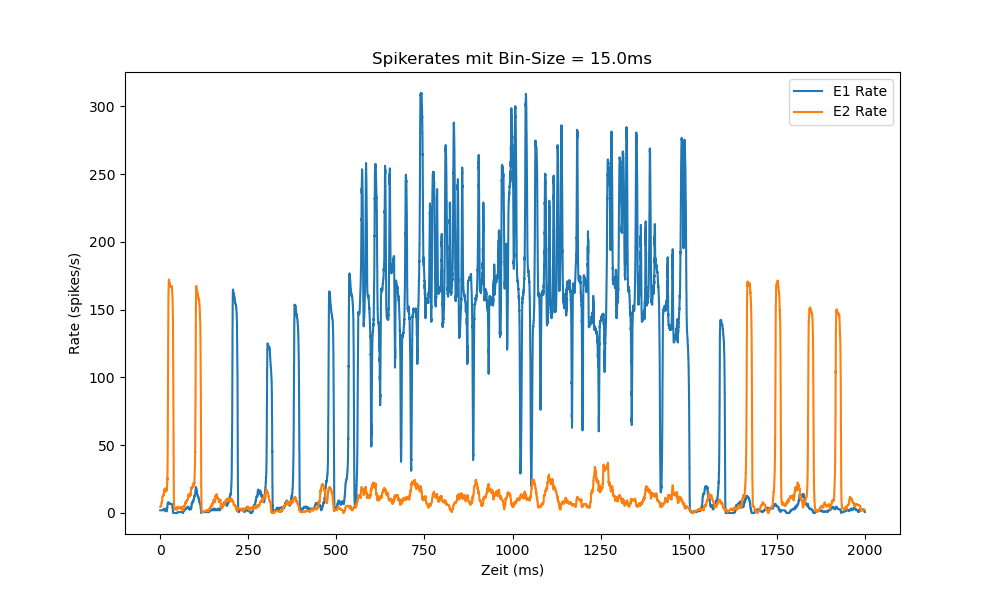 Spikerates mit Bin-Size = 15.0ms
E1 Rate
E2 Rate
Rate (spikes/s)
300
250
200
150
100
50
0
0 250 500 750 1000 1250 1500 1750 2000
Zeit (ms)